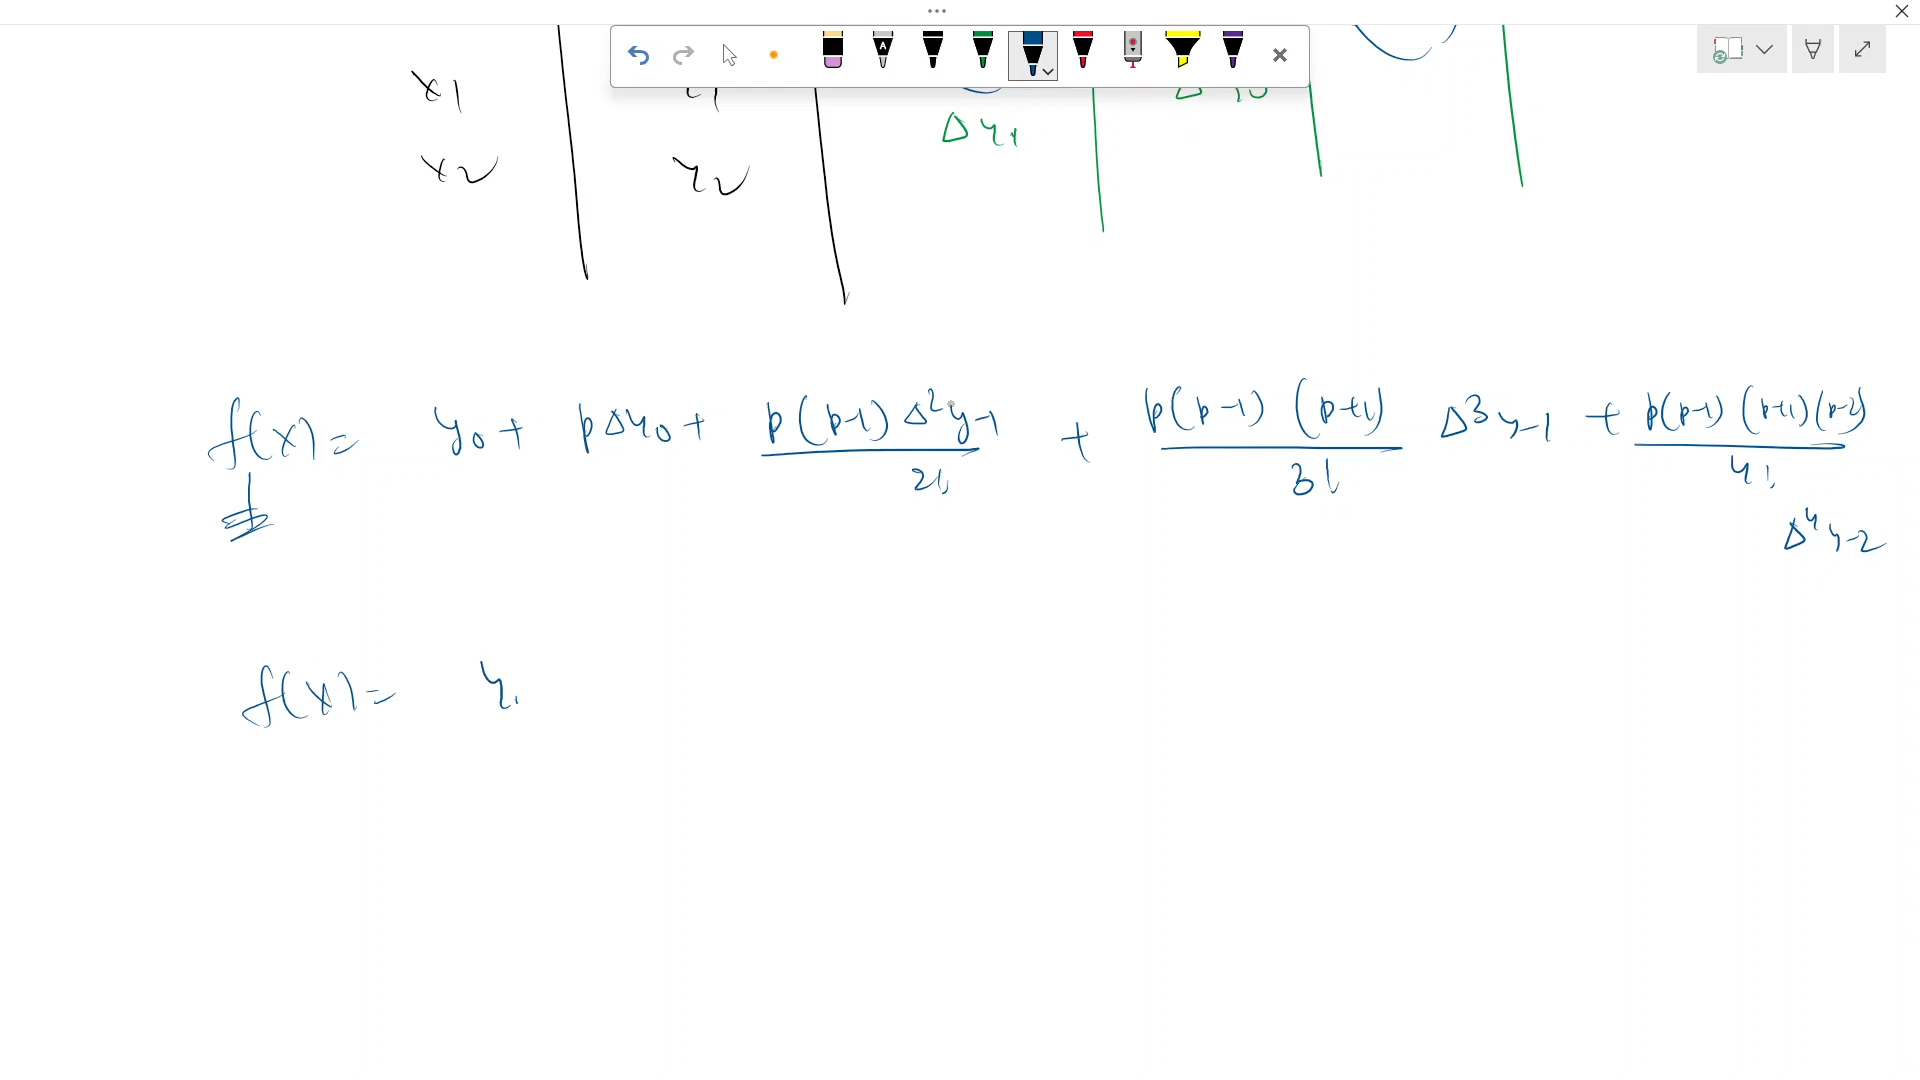 x1
Δy1
x2 y2
f(x) = y0 + pΔy0 + p(p-1)Δ²y-1 / 2! + p(p-1)(p+1) / 3! Δ³y-1 + p(p-1)(p+1)(p-2) / 4!
Δ⁴y-2
f(x) = y